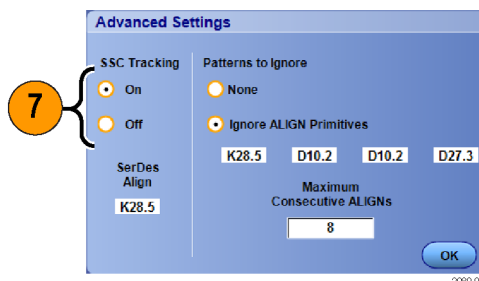 Advanced Settings
7
SSC Tracking
On
Off
SerDes
Align
K28.5
Patterns to Ignore
None
Ignore ALIGN Primitives
K28.5 D10.2 D10.2 D27.3
Maximum
Consecutive ALIGNs
8
OK